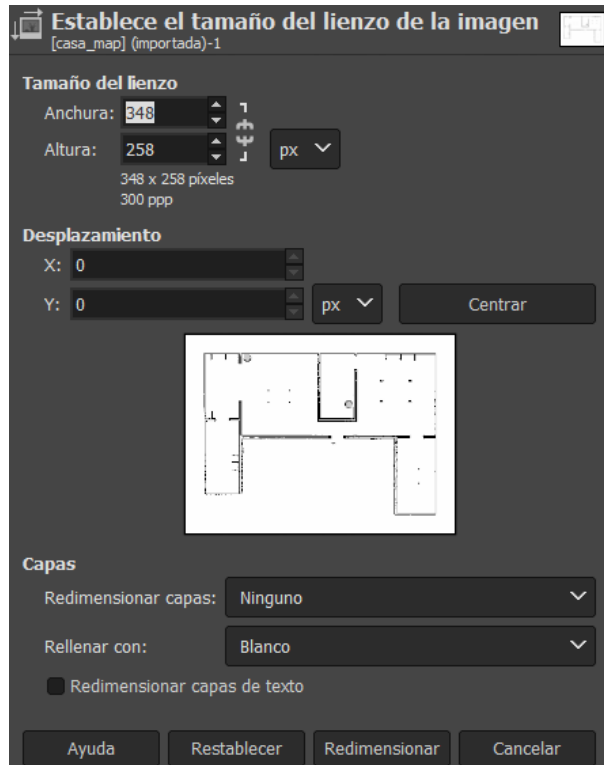 Establece el tamaño del lienzo de la imagen
[casa_map] (importada)-1
Tamaño del lienzo
Anchura: 348
Altura: 258 px
348 x 258 píxeles
300 ppp
Desplazamiento
X: 0
Y: 0 px Centrar
Capas
Redimensionar capas: Ninguno
Rellenar con: Blanco
Redimensionar capas de texto
Ayuda Restablecer Redimensionar Cancelar